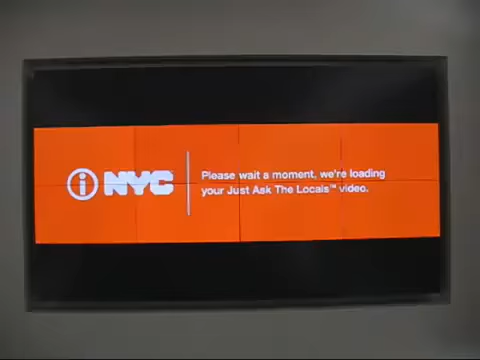 i NYC
Please wait a moment, we're loading
your Just Ask The Locals™ video.